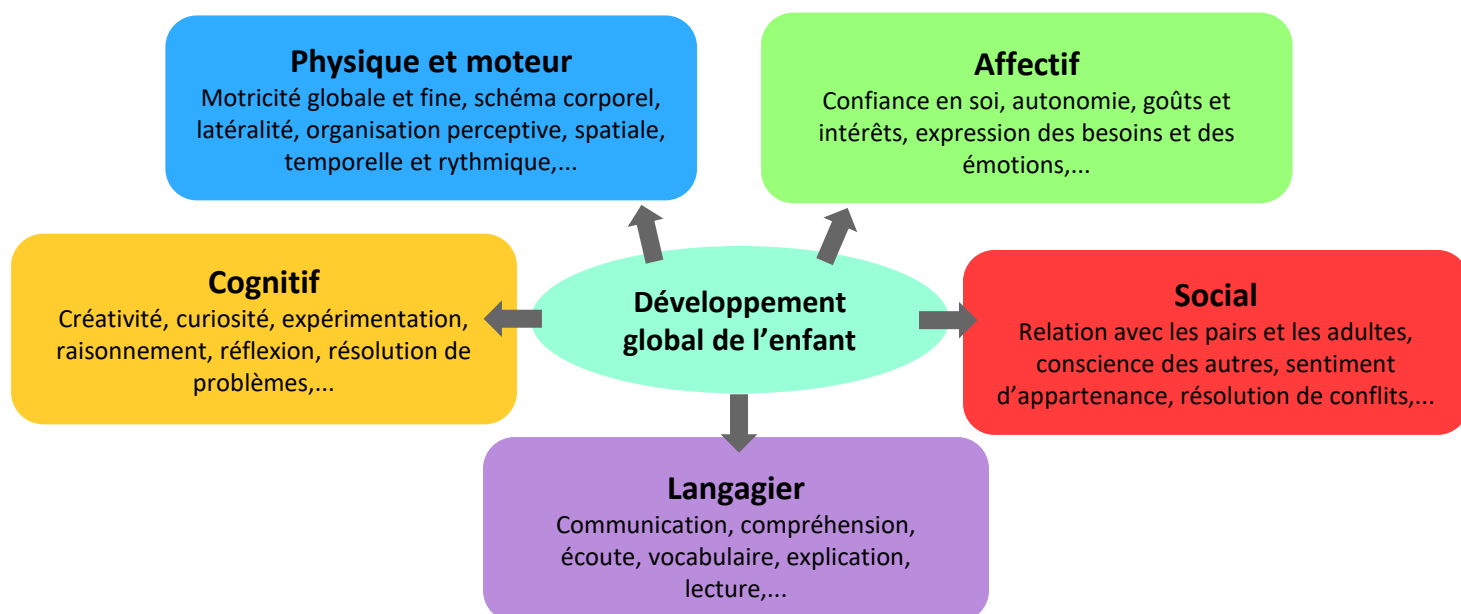 Physique et moteur
Motricité globale et fine, schéma corporel,
latéralité, organisation perceptive, spatiale,
temporelle et rythmique,...
Affectif
Confiance en soi, autonomie, goûts et
intérêts, expression des besoins et des
émotions,...
Cognitif
Créativité, curiosité, expérimentation,
raisonnement, réflexion, résolution de
problèmes,...
Développement
global de l’enfant
Social
Relation avec les pairs et les adultes,
conscience des autres, sentiment
d’appartenance, résolution de conflits,...
Langagier
Communication, compréhension,
écoute, vocabulaire, explication,
lecture,...